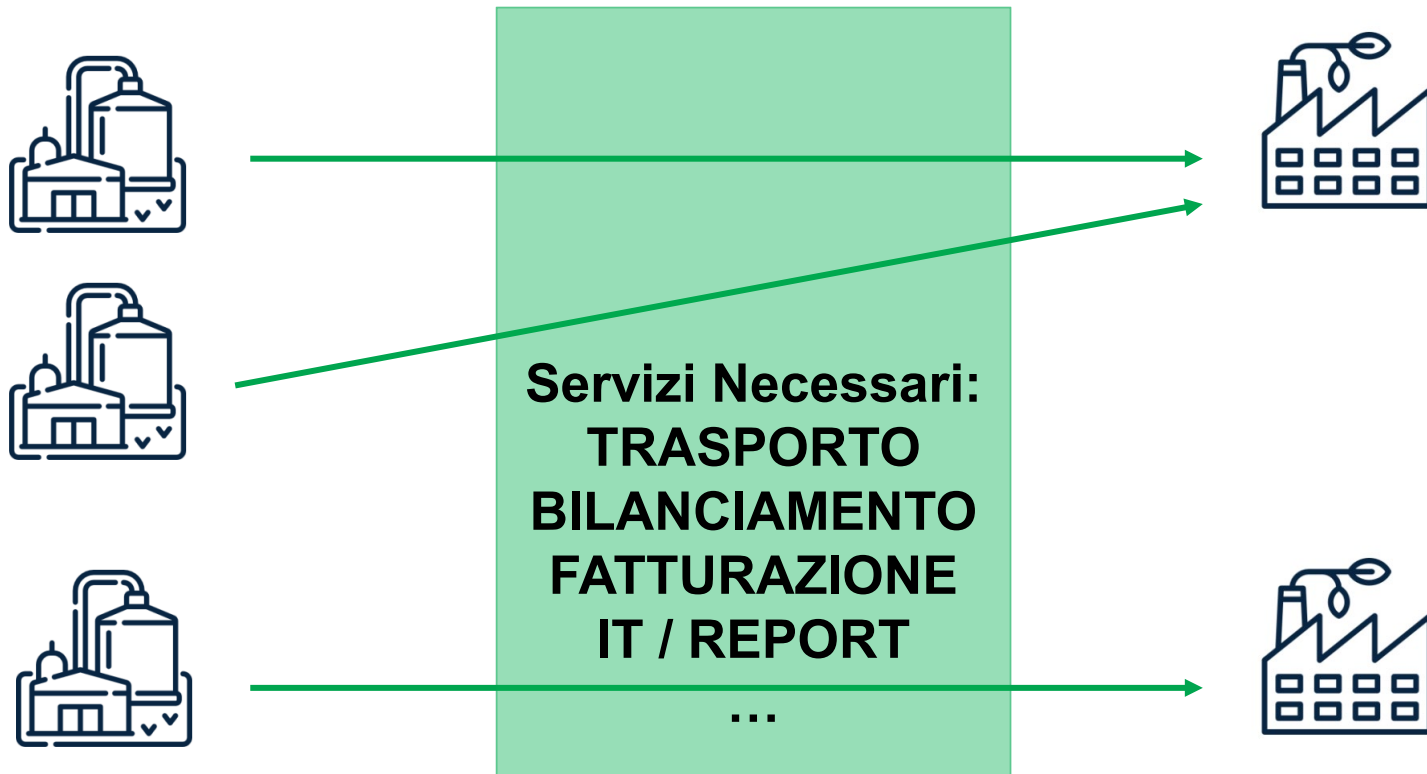 Servizi Necessari:
TRASPORTO
BILANCIAMENTO
FATTURAZIONE
IT / REPORT
...